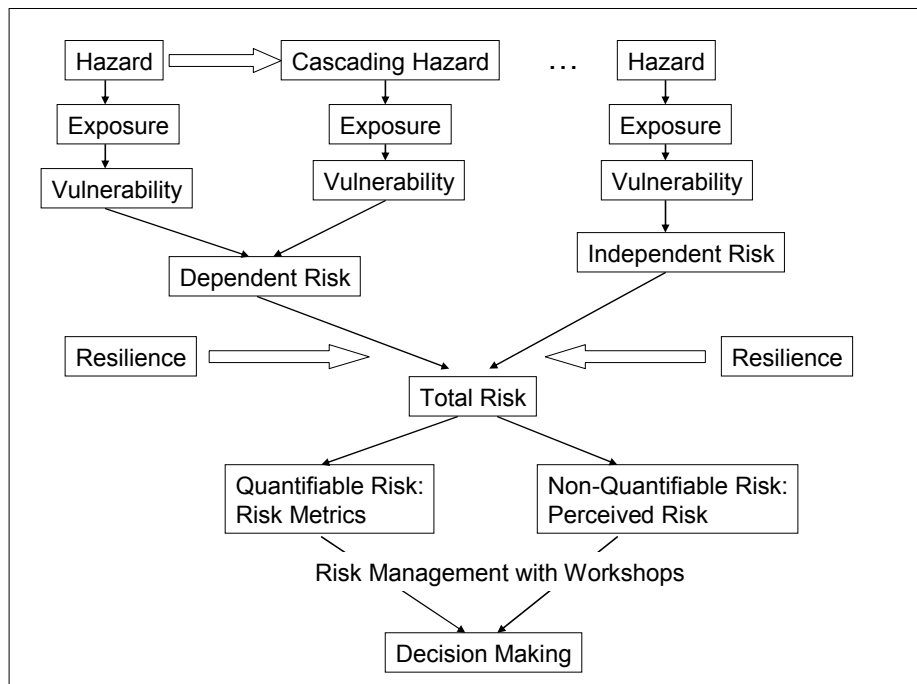 Hazard
Cascading Hazard
...
Hazard
Exposure
Exposure
Exposure
Vulnerability
Vulnerability
Vulnerability
Dependent Risk
Independent Risk
Resilience
Resilience
Total Risk
Quantifiable Risk:
Risk Metrics
Non-Quantifiable Risk:
Perceived Risk
Risk Management with Workshops
Decision Making